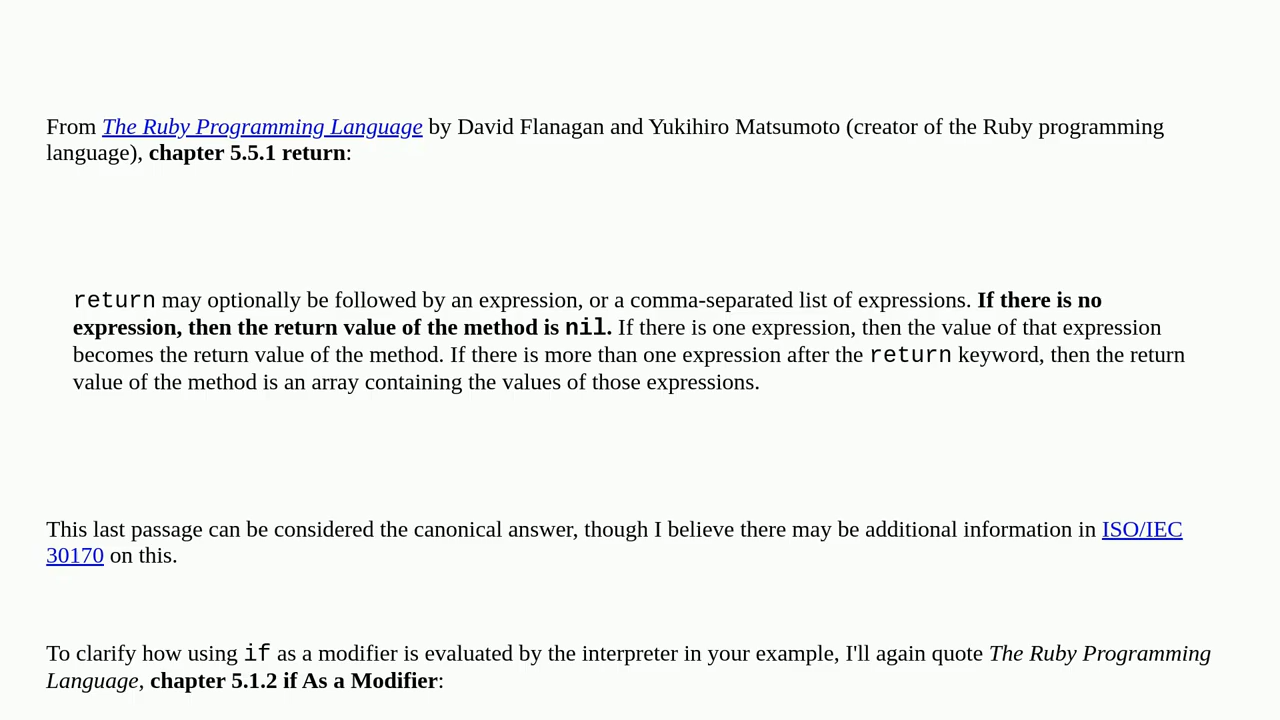 From The Ruby Programming Language by David Flanagan and Yukihiro Matsumoto (creator of the Ruby programming
language), chapter 5.5.1 return:
return may optionally be followed by an expression, or a comma-separated list of expressions. If there is no
expression, then the return value of the method is nil. If there is one expression, then the value of that expression
becomes the return value of the method. If there is more than one expression after the return keyword, then the return
value of the method is an array containing the values of those expressions.
This last passage can be considered the canonical answer, though I believe there may be additional information in ISO/IEC
30170 on this.
To clarify how using if as a modifier is evaluated by the interpreter in your example, I'll again quote The Ruby Programming
Language, chapter 5.1.2 if As a Modifier: